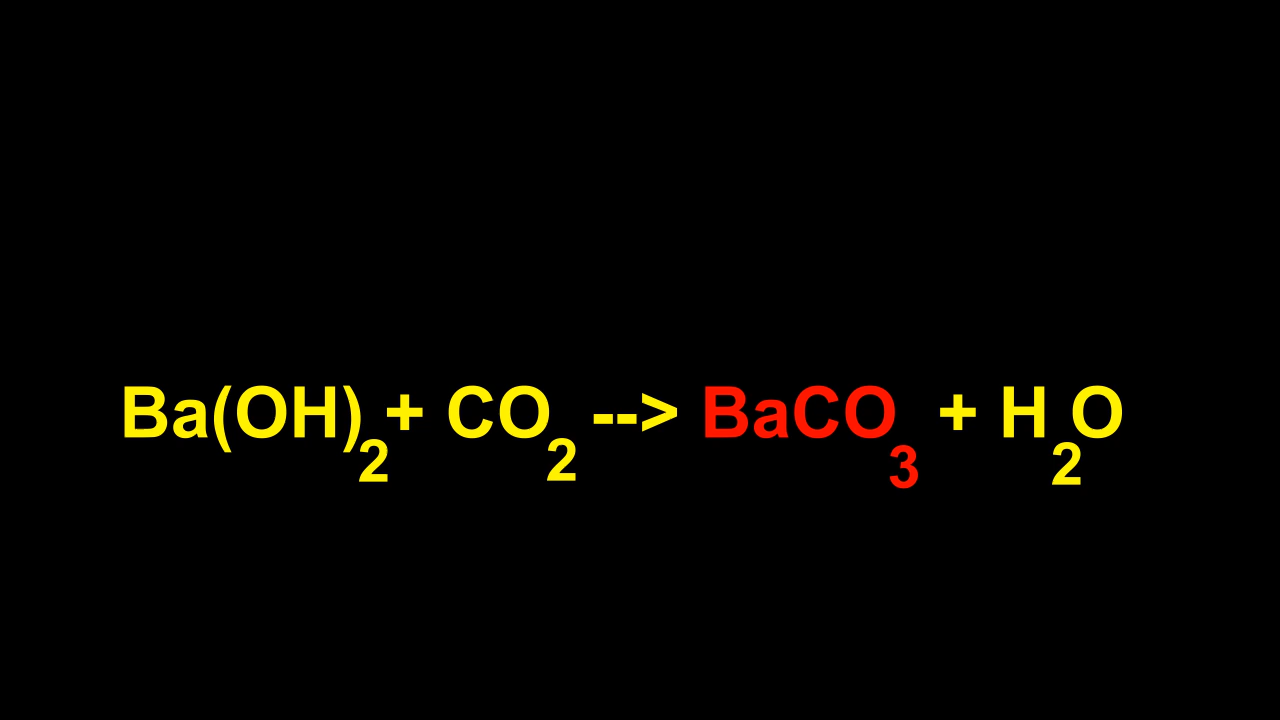 Ba(OH)₂+ CO₂ --> BaCO₃ + H₂O